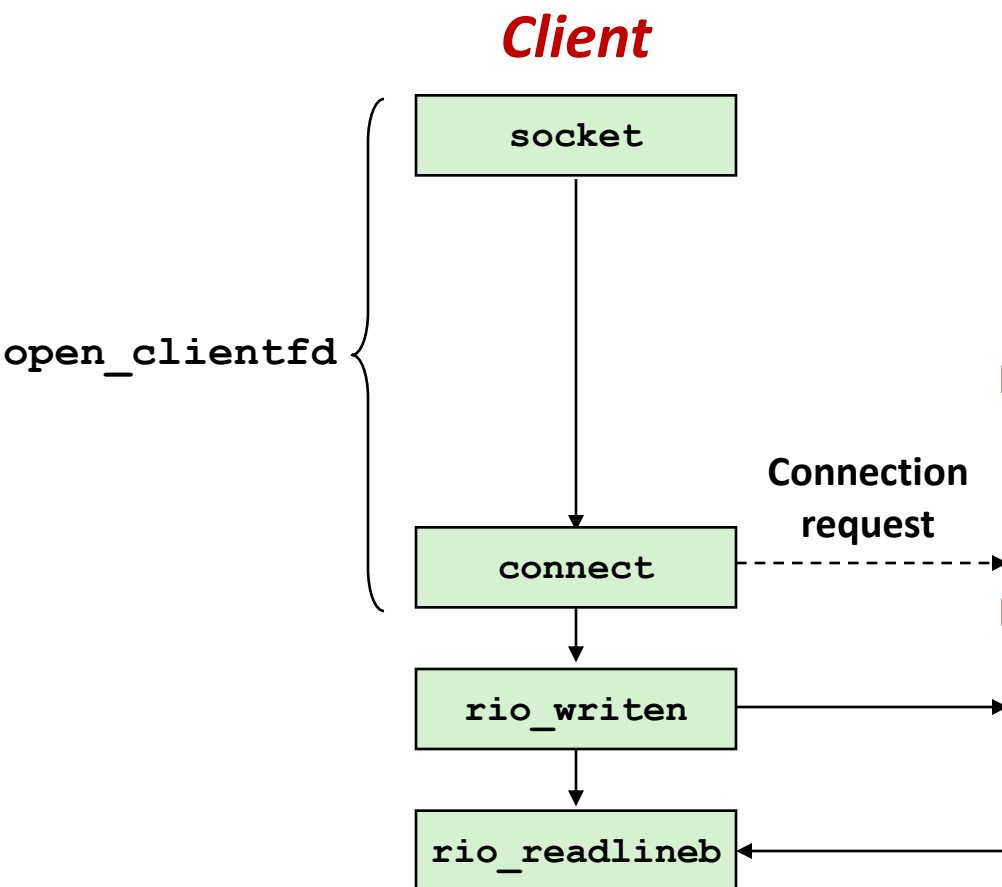 Client
socket
open_clientfd
Connection
request
connect
rio_writen
rio_readlineb